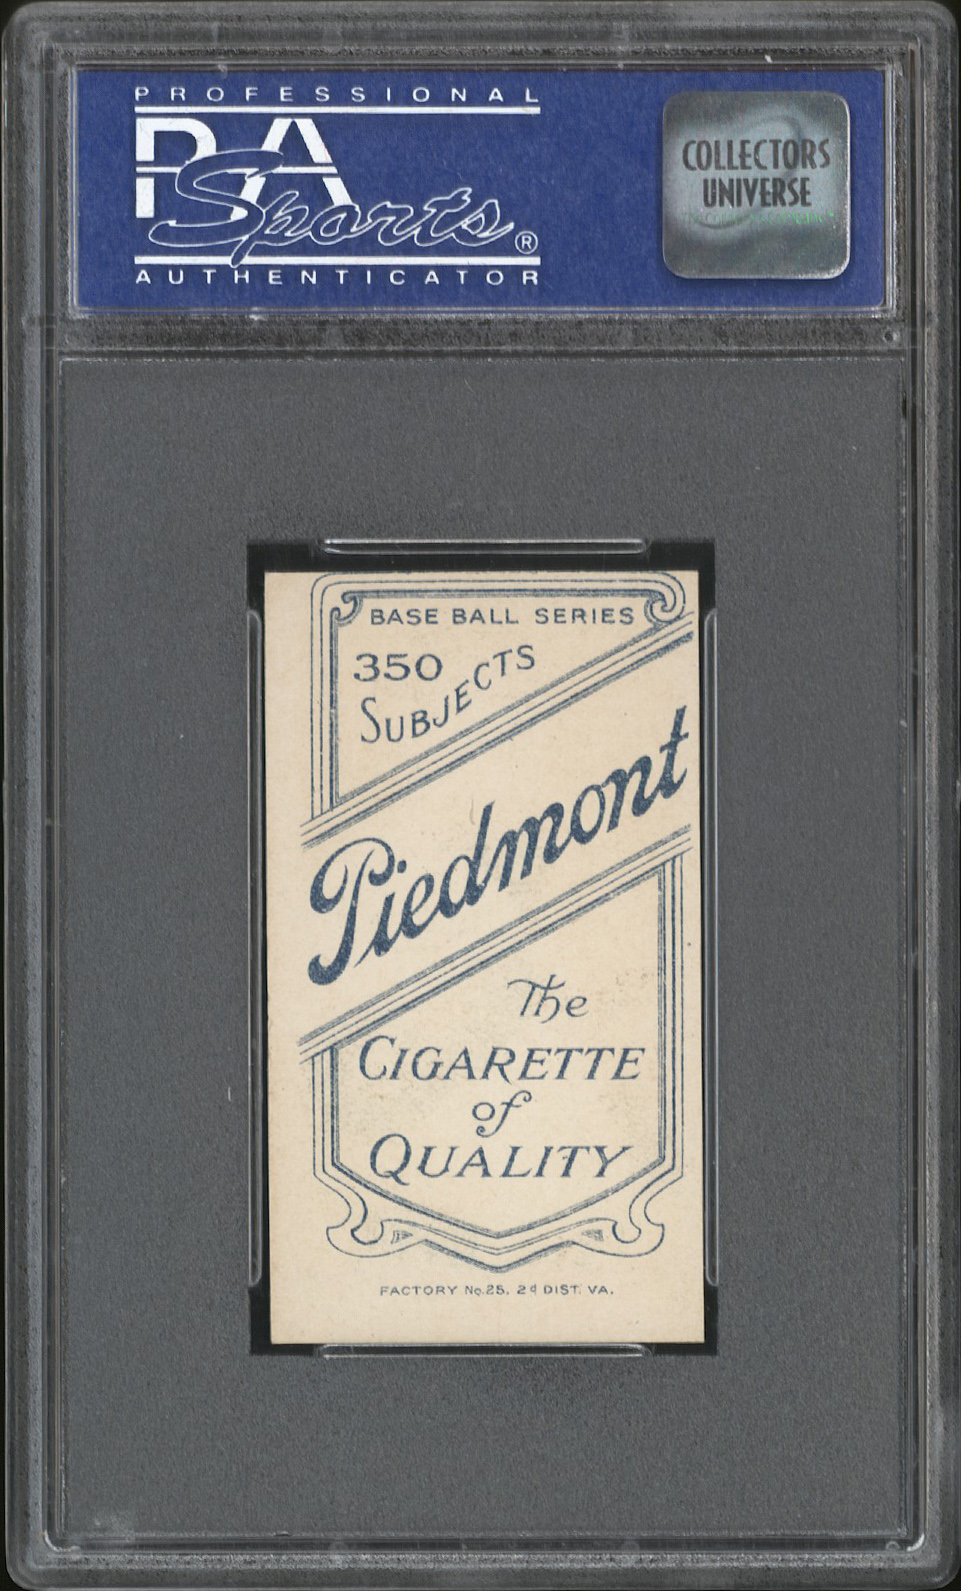 PROFESSIONAL
PSA
Sports®
AUTHENTICATOR
COLLECTORS
UNIVERSE
BASE BALL SERIES
350
SUBJECTS
Piedmont
The
CIGARETTE
of
QUALITY
FACTORY No. 25, 2d DIST. VA.